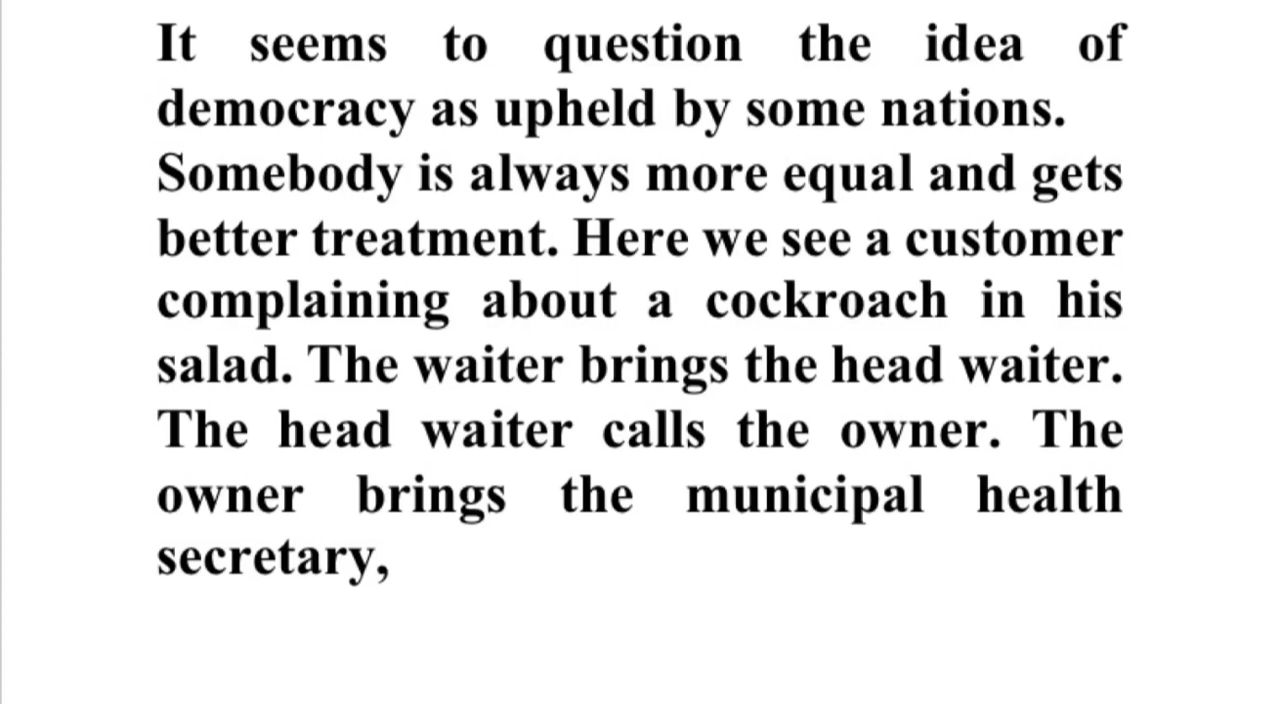 It seems to question the idea of
democracy as upheld by some nations.
Somebody is always more equal and gets
better treatment. Here we see a customer
complaining about a cockroach in his
salad. The waiter brings the head waiter.
The head waiter calls the owner. The
owner brings the municipal health
secretary,